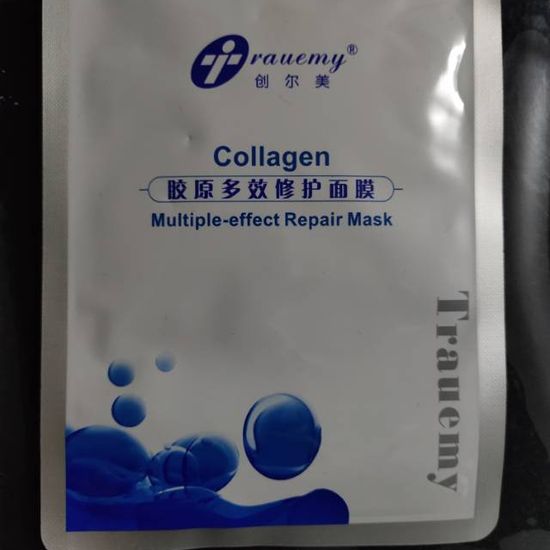 Trauemy®
创尔美
Collagen
胶原多效修护面膜
Multiple-effect Repair Mask
Trauemy